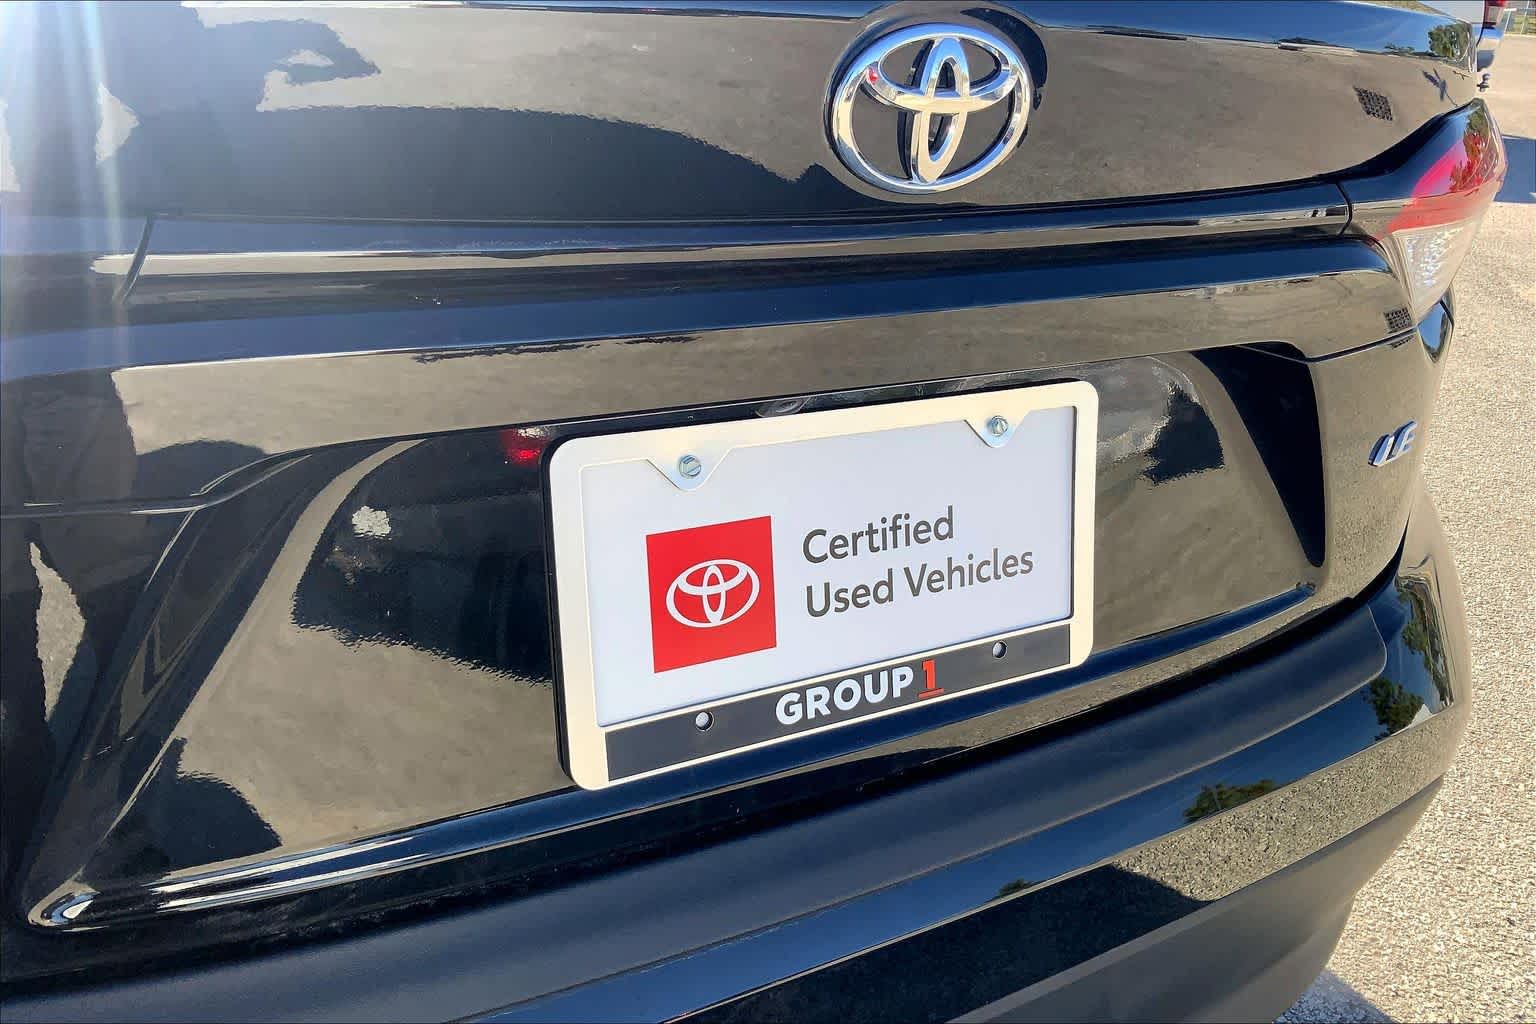 LE
Certified
Used Vehicles
GROUP 1